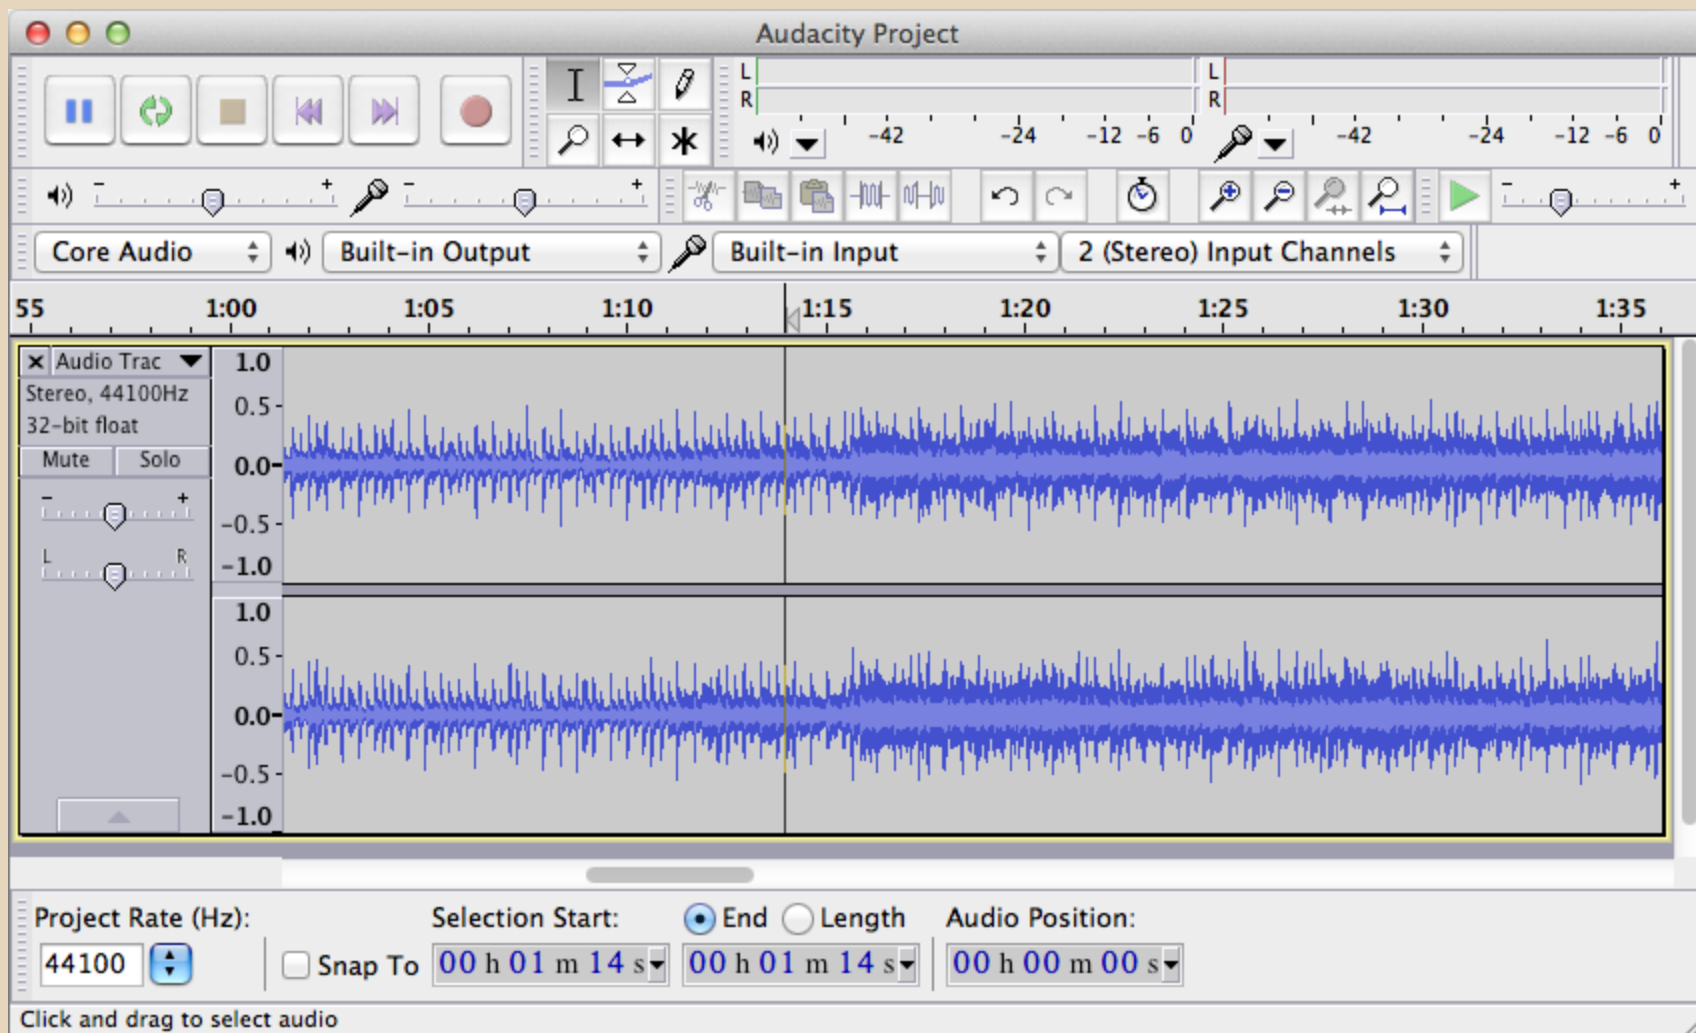 Audacity Project
L
R
-42 -24 -12 -6 0
L
R
-42 -24 -12 -6 0
- + - + - +
Core Audio Built-in Output Built-in Input 2 (Stereo) Input Channels
55 1:00 1:05 1:10 1:15 1:20 1:25 1:30 1:35
Audio Trac
Stereo, 44100Hz
32-bit float
Mute Solo
- +
L R
1.0
0.5-
0.0-
-0.5-
-1.0
1.0
0.5-
0.0-
-0.5-
-1.0
Project Rate (Hz): Selection Start: End Length Audio Position:
44100 Snap To 00 h 01 m 14 s 00 h 01 m 14 s 00 h 00 m 00 s
Click and drag to select audio